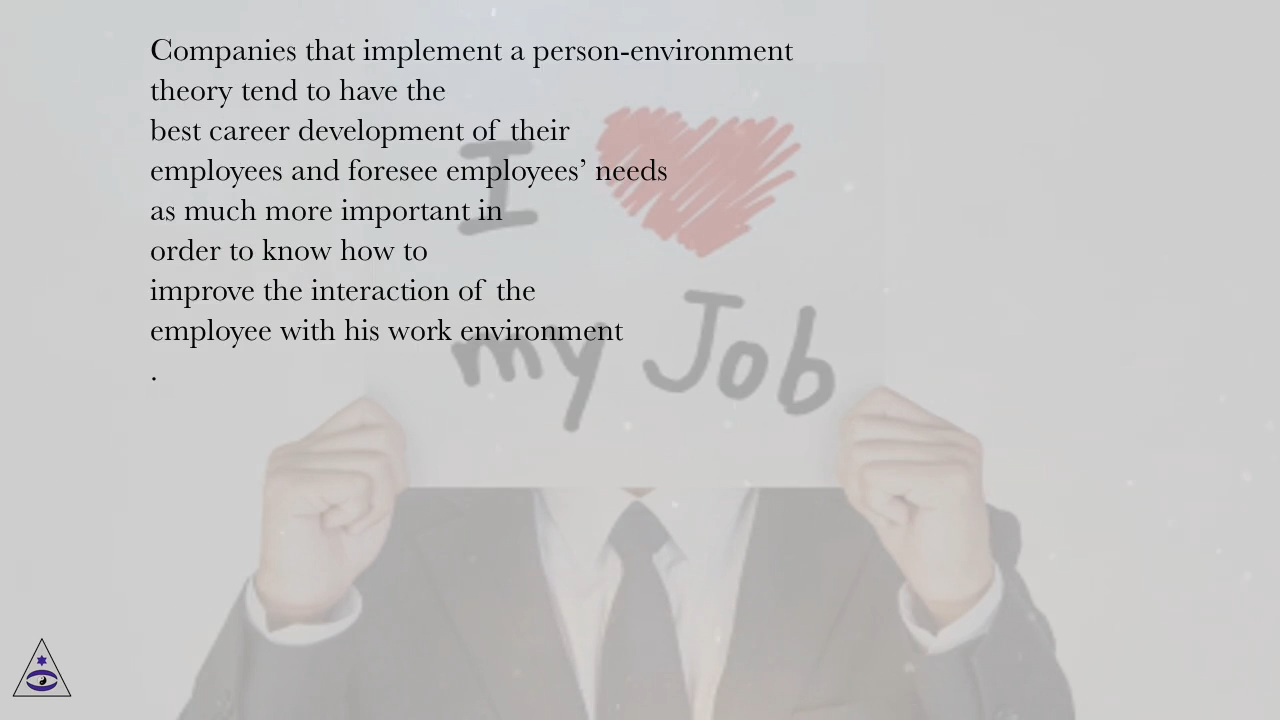 Companies that implement a person-environment
theory tend to have the
best career development of their
employees and foresee employees’ needs
as much more important in
order to know how to
improve the interaction of the
employee with his work environment
.
I
my Job